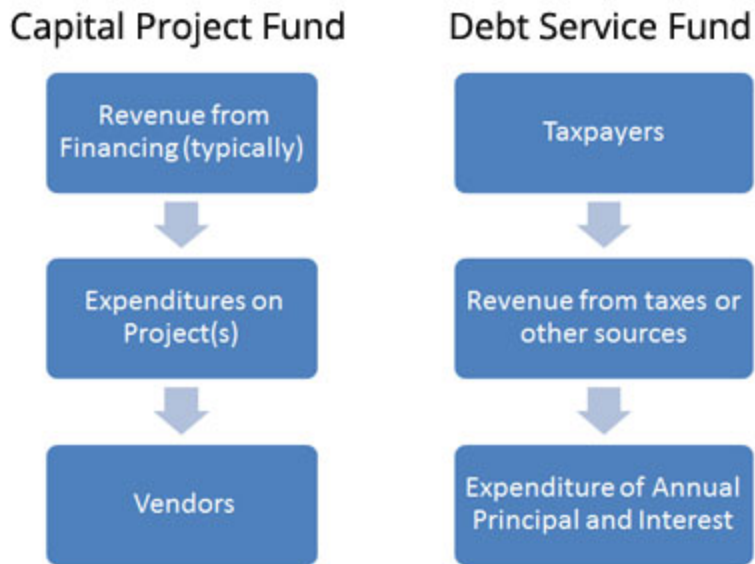 Capital Project Fund
Revenue from
Financing (typically)
Expenditures on
Project(s)
Vendors
Debt Service Fund
Taxpayers
Revenue from taxes or
other sources
Expenditure of Annual
Principal and Interest